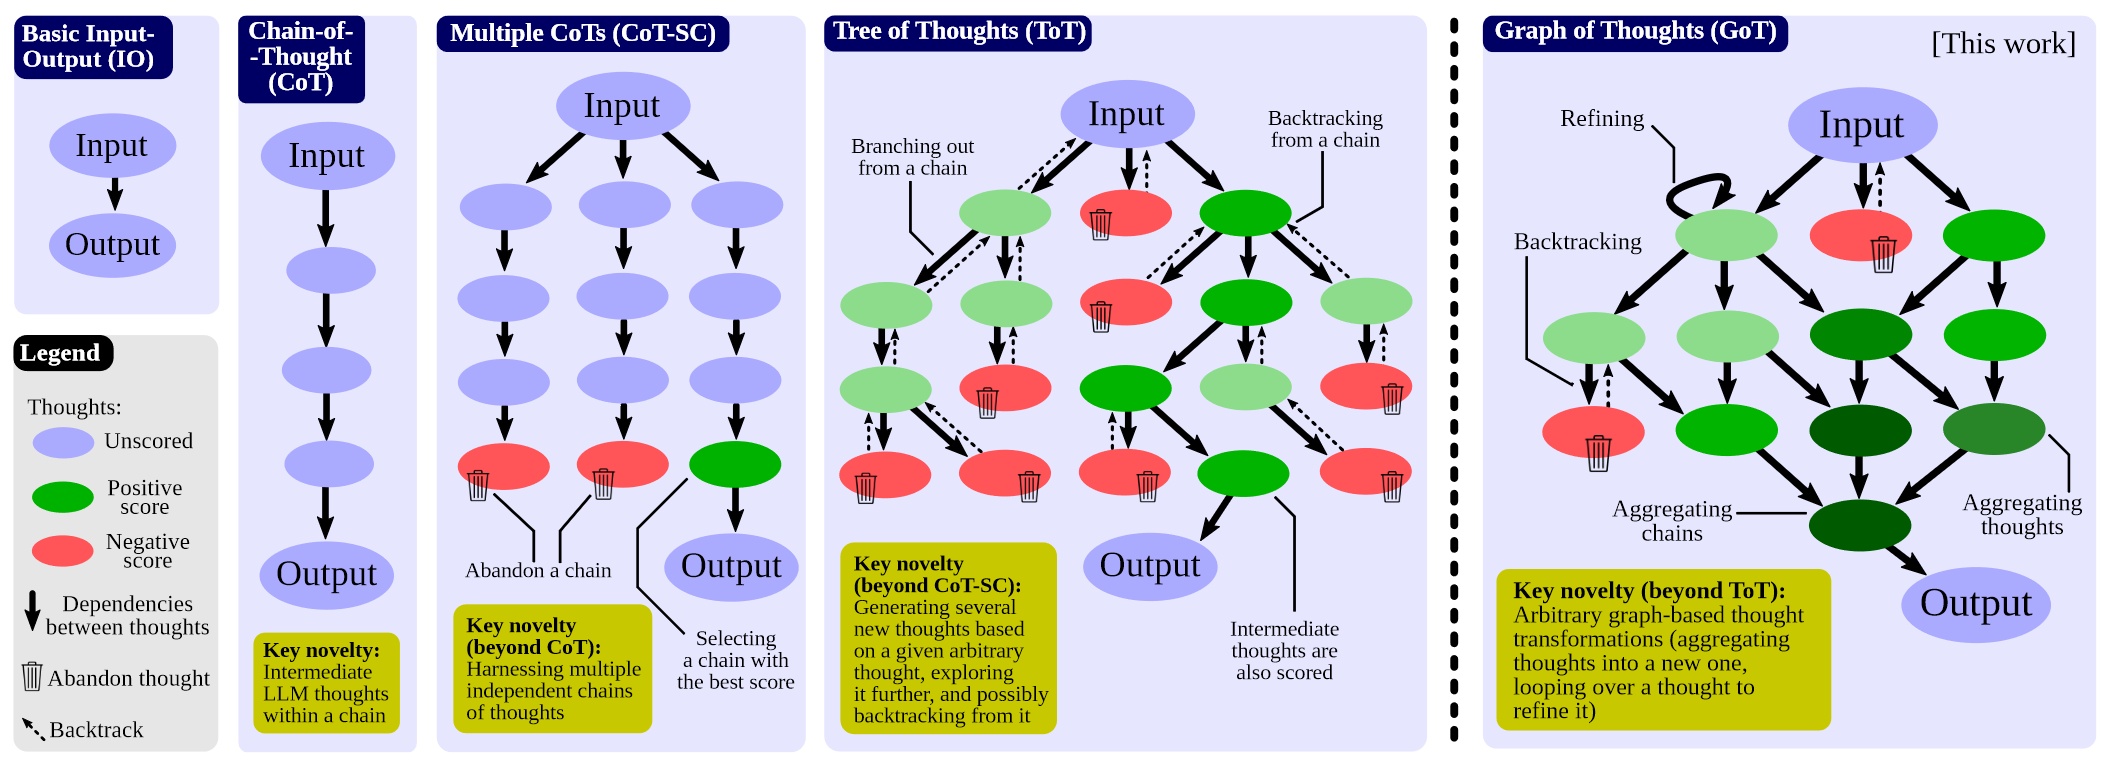 Basic Input-
Output (IO)
Input
Output
Legend
Thoughts:
Unscored
Positive
score
Negative
score
Dependencies
between thoughts
Abandon thought
Backtrack
Chain-of-
-Thought
(CoT)
Input
Output
Key novelty:
Intermediate
LLM thoughts
within a chain
Multiple CoTs (CoT-SC)
Input
Abandon a chain
Output
Key novelty
(beyond CoT):
Harnessing multiple
independent chains
of thoughts
Selecting
a chain with
the best score
Tree of Thoughts (ToT)
Input
Branching out
from a chain
Backtracking
from a chain
Output
Key novelty
(beyond CoT-SC):
Generating several
new thoughts based
on a given arbitrary
thought, exploring
it further, and possibly
backtracking from it
Intermediate
thoughts are
also scored
Graph of Thoughts (GoT)
[This work]
Input
Refining
Backtracking
Aggregating
chains
Aggregating
thoughts
Output
Key novelty (beyond ToT):
Arbitrary graph-based thought
transformations (aggregating
thoughts into a new one,
looping over a thought to
refine it)